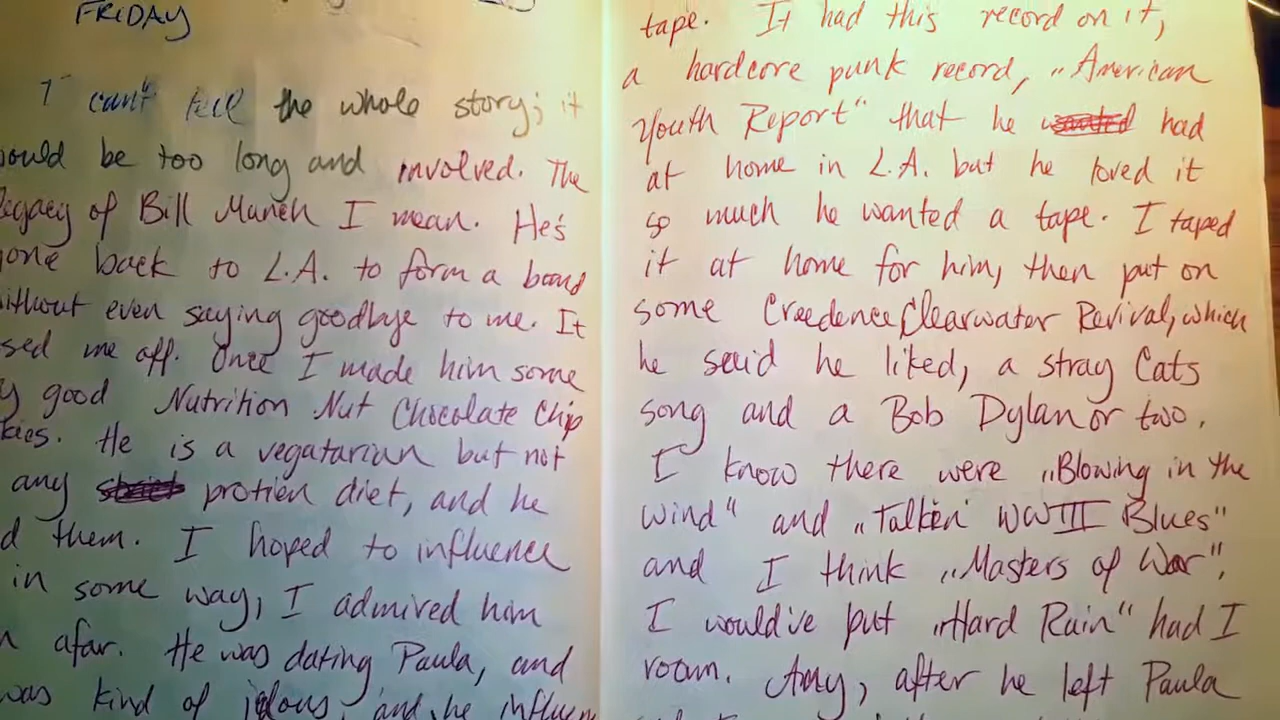 FRIDAY
I can't tell the whole story; it
would be too long and involved. The
legacy of Bill Munch I mean. He's
gone back to L.A. to form a band
without even saying goodbye to me. It
sed me off. Once I made him some
y good Nutrition Nut Chocolate Chip
kies. He is a vegatarian but not
any protien diet, and he
d them. I hoped to influence
in some way, I admired him
afar. He was dating Paula, and
was kind of jelous, and he influen
tape. It had this record on it,
a hardcore punk record, „American
Youth Report“ that he wanted had
at home in L.A. but he loved it
so much he wanted a tape. I taped
it at home for him, then put on
some Creedence Clearwater Revival, which
he said he liked, a stray Cats
song and a Bob Dylan or two.
I know there were „Blowing in the
wind“ and „Talkin' WWIII Blues"
and I think „Masters of War".
I would've put „Hard Rain“ had I
room. Amy, after he left Paula